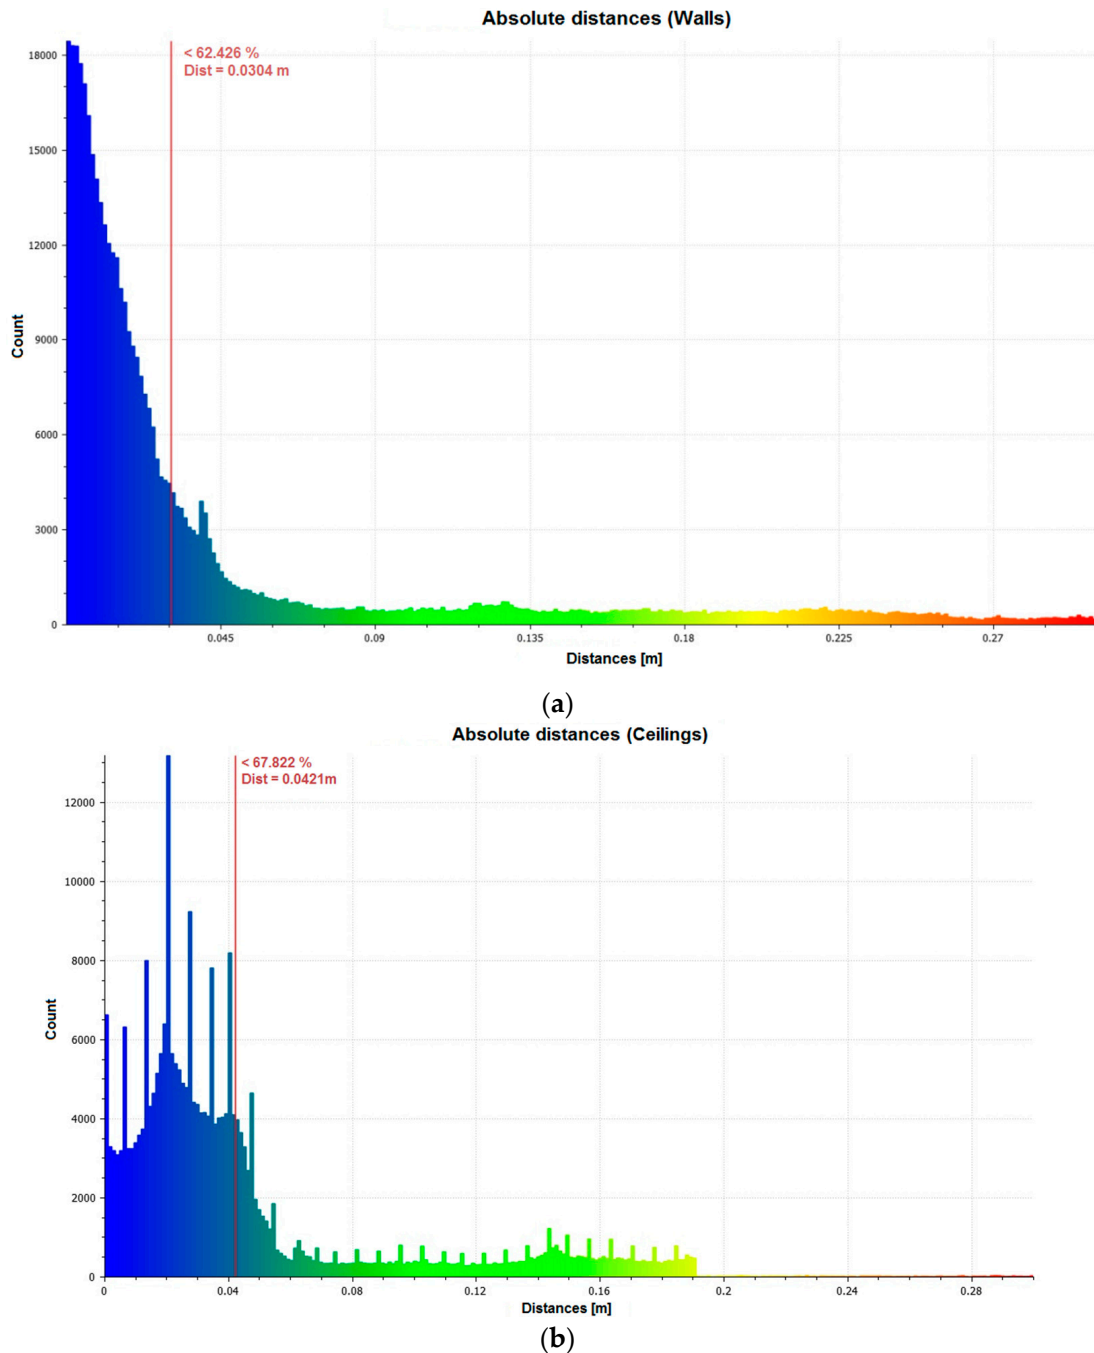 Absolute distances (Walls)
< 62.426 %
Dist = 0.0304 m
18000
15000
12000
9000
6000
3000
0
Count
0.045 0.09 0.135 0.18 0.225 0.27
Distances [m]
(a)
Absolute distances (Ceilings)
< 67.822 %
Dist = 0.0421m
12000
10000
8000
6000
4000
2000
0
Count
0 0.04 0.08 0.12 0.16 0.2 0.24 0.28
Distances [m]
(b)